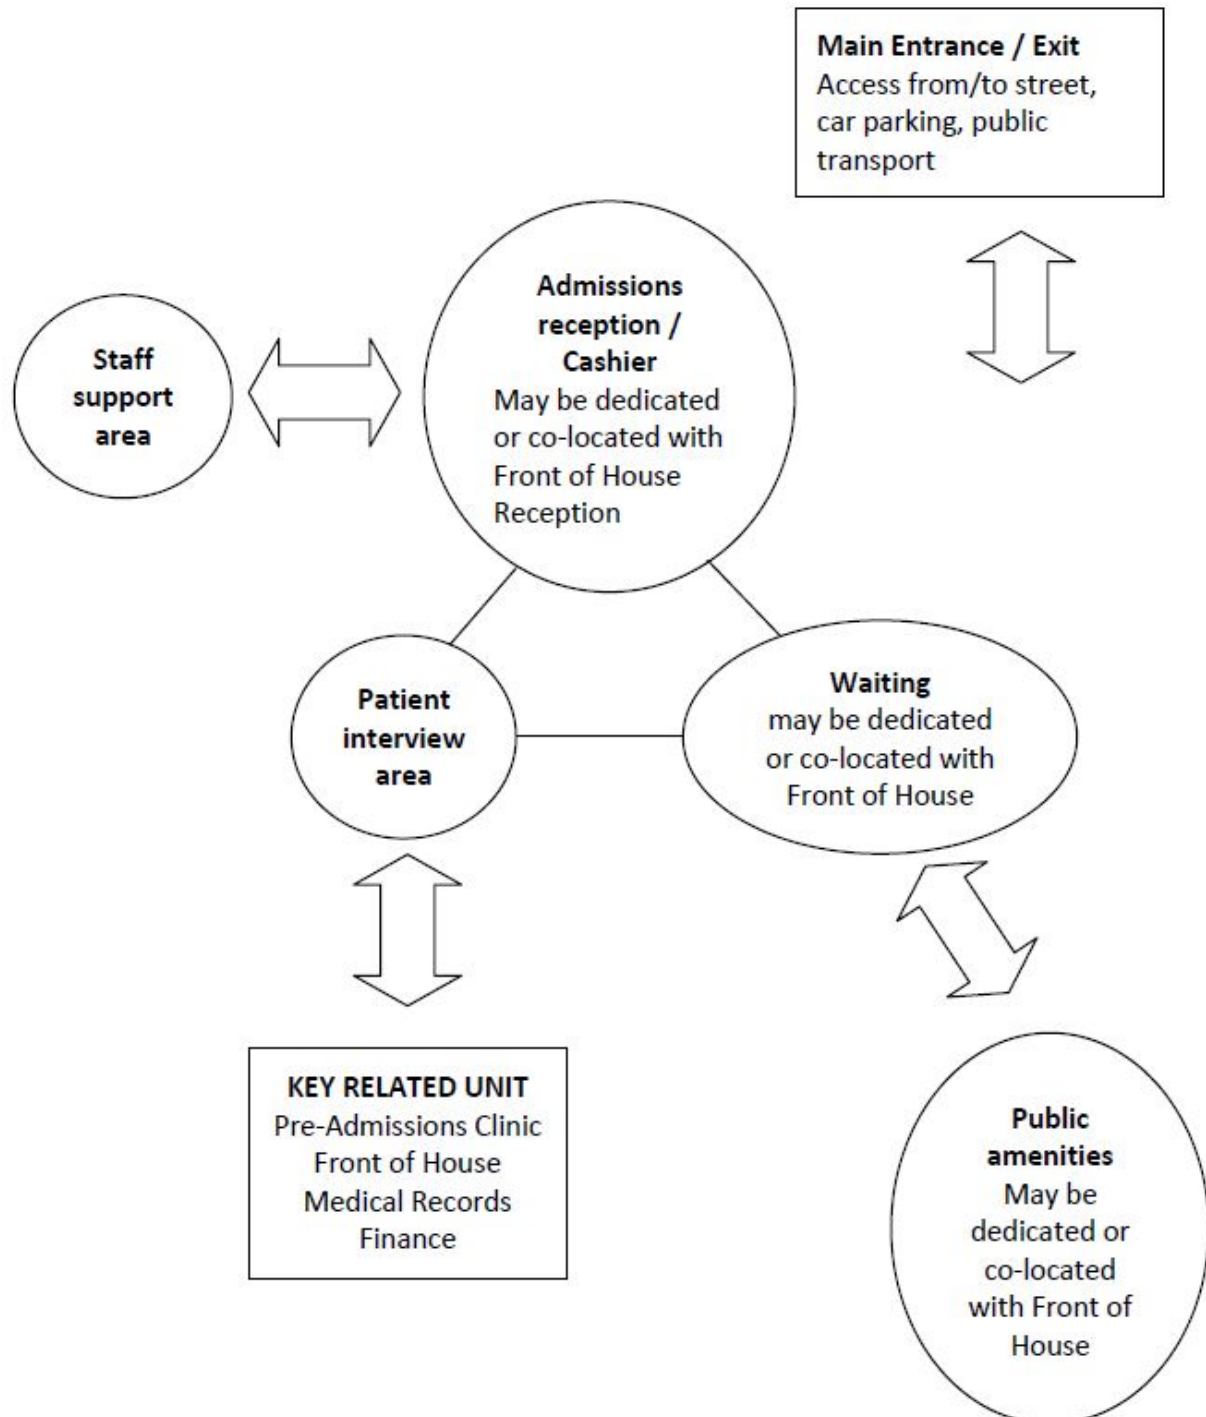 Main Entrance / Exit
Access from/to street,
car parking, public
transport
Admissions
reception /
Cashier
May be dedicated
or co-located with
Front of House
Reception
Staff
support
area
Patient
interview
area
Waiting
may be dedicated
or co-located with
Front of House
KEY RELATED UNIT
Pre-Admissions Clinic
Front of House
Medical Records
Finance
Public
amenities
May be
dedicated or
co-located
with Front of
House